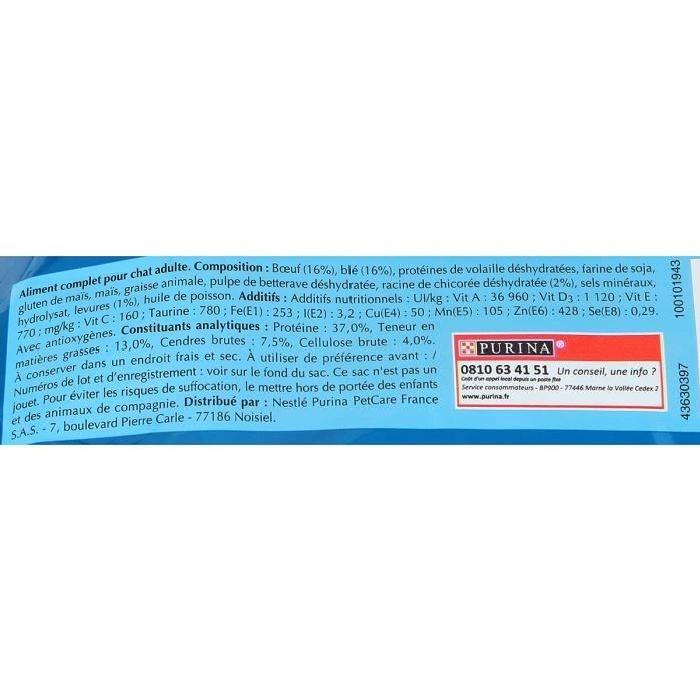 Aliment complet pour chat adulte. Composition : Bœuf (16%), blé (16%), protéines de volaille déshydratées, farine de soja,
gluten de maïs, maïs, graisse animale, pulpe de betterave déshydratée, racine de chicorée déshydratée (2%), sels minéraux,
hydrolysat, levures (1%), huile de poisson. Additifs : Additifs nutritionnels : UI/kg : Vit A : 36 960 ; Vit D3 : 1 120 ; Vit E :
770 ; mg/kg : Vit C : 160 ; Taurine : 780 ; Fe(E1) : 253 ; I(E2) : 3,2 ; Cu(E4) : 50 ; Mn(E5) : 105 ; Zn(E6) : 428 ; Se(E8) : 0,29.
Avec antioxygènes. Constituants analytiques : Protéine : 37,0%, Teneur en
matières grasses : 13,0%, Cendres brutes : 7,5%, Cellulose brute : 4,0%.
À conserver dans un endroit frais et sec. À utiliser de préférence avant : /
Numéros de lot et d'enregistrement : voir sur le fond du sac. Ce sac n'est pas un
jouet. Pour éviter les risques de suffocation, le mettre hors de portée des enfants
et des animaux de compagnie. Distribué par : Nestlé Purina PetCare France
S.A.S. - 7, boulevard Pierre Carle - 77186 Noisiel.
PURINA®
0810 63 41 51 Un conseil, une info ?
Coût d'un appel local depuis un poste fixe
Service consommateurs - BP900 - 77446 Marne la Vallée Cedex 2
www.purina.fr
100101943
43630397